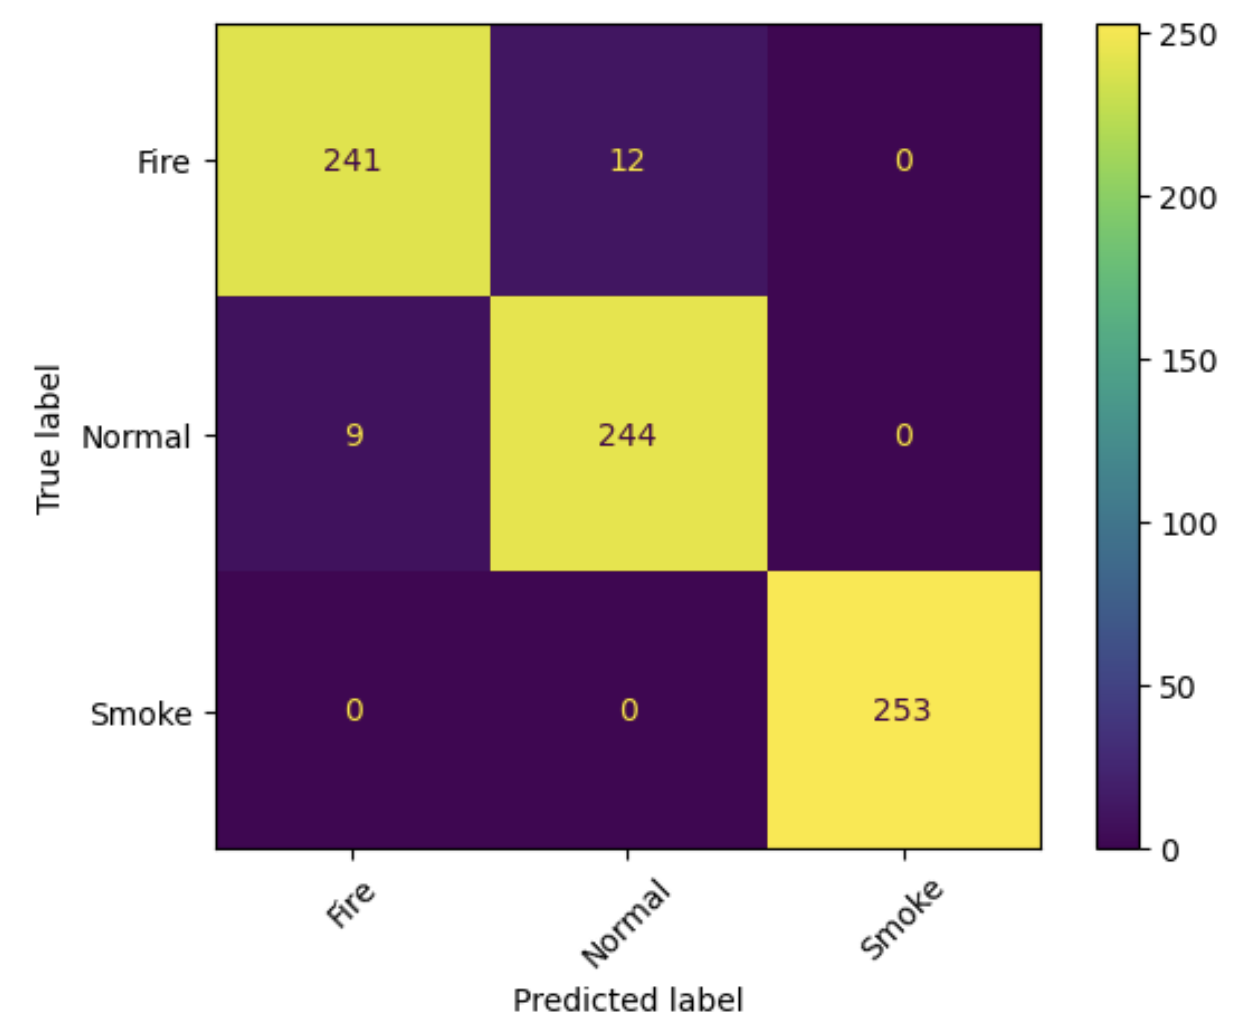 250
Fire 241 12 0
200
150
True label
Normal 9 244 0
100
50
Smoke 0 0 253
0
Fire Normal Smoke
Predicted label